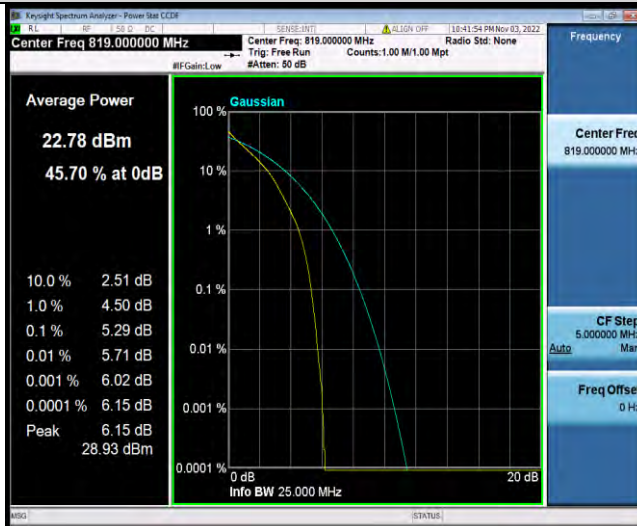 Keysight Spectrum Analyzer - Power Stat CCDF
RL RF 50 Ω DC SENSE:INT ALIGN OFF 10:41:54 PM Nov 03, 2022
Center Freq 819.000000 MHz
Center Freq: 819.000000 MHz Radio Std: None
Trig: Free Run Counts:1.00 M/1.00 Mpt
#IFGain:Low #Atten: 50 dB
Frequency
Average Power
22.78 dBm
45.70 % at 0dB
10.0 % 2.51 dB
1.0 % 4.50 dB
0.1 % 5.29 dB
0.01 % 5.71 dB
0.001 % 6.02 dB
0.0001 % 6.15 dB
Peak 6.15 dB
28.93 dBm
Gaussian
100 %
10 %
1 %
0.1 %
0.01 %
0.001 %
0.0001 %
0 dB 20 dB
Info BW 25.000 MHz
Center Freq
819.000000 MHz
CF Step
5.000000 MHz
Auto Man
Freq Offse
0 Hz
MSG STATUS